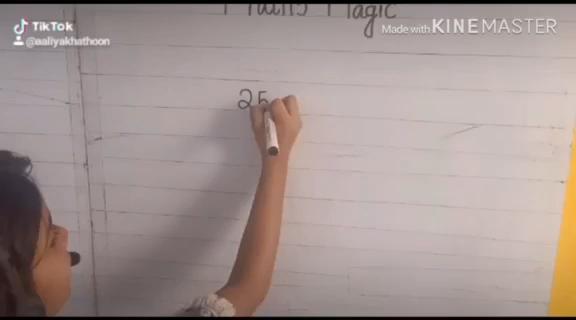 TikTok
@aaliyakhathoon
Made with KINEMASTER
Maths Magic
25